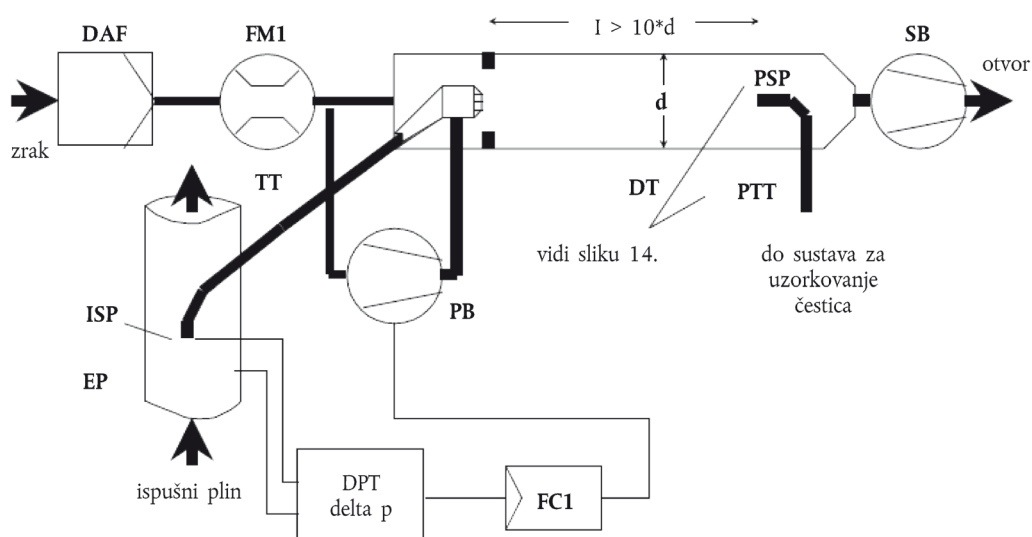 DAF
FM1
l > 10*d
SB
otvor
PSP
d
zrak
TT
DT
PTT
vidi sliku 14.
do sustava za
uzorkovanje
čestica
ISP
PB
EP
ispušni plin
DPT
delta p
FC1